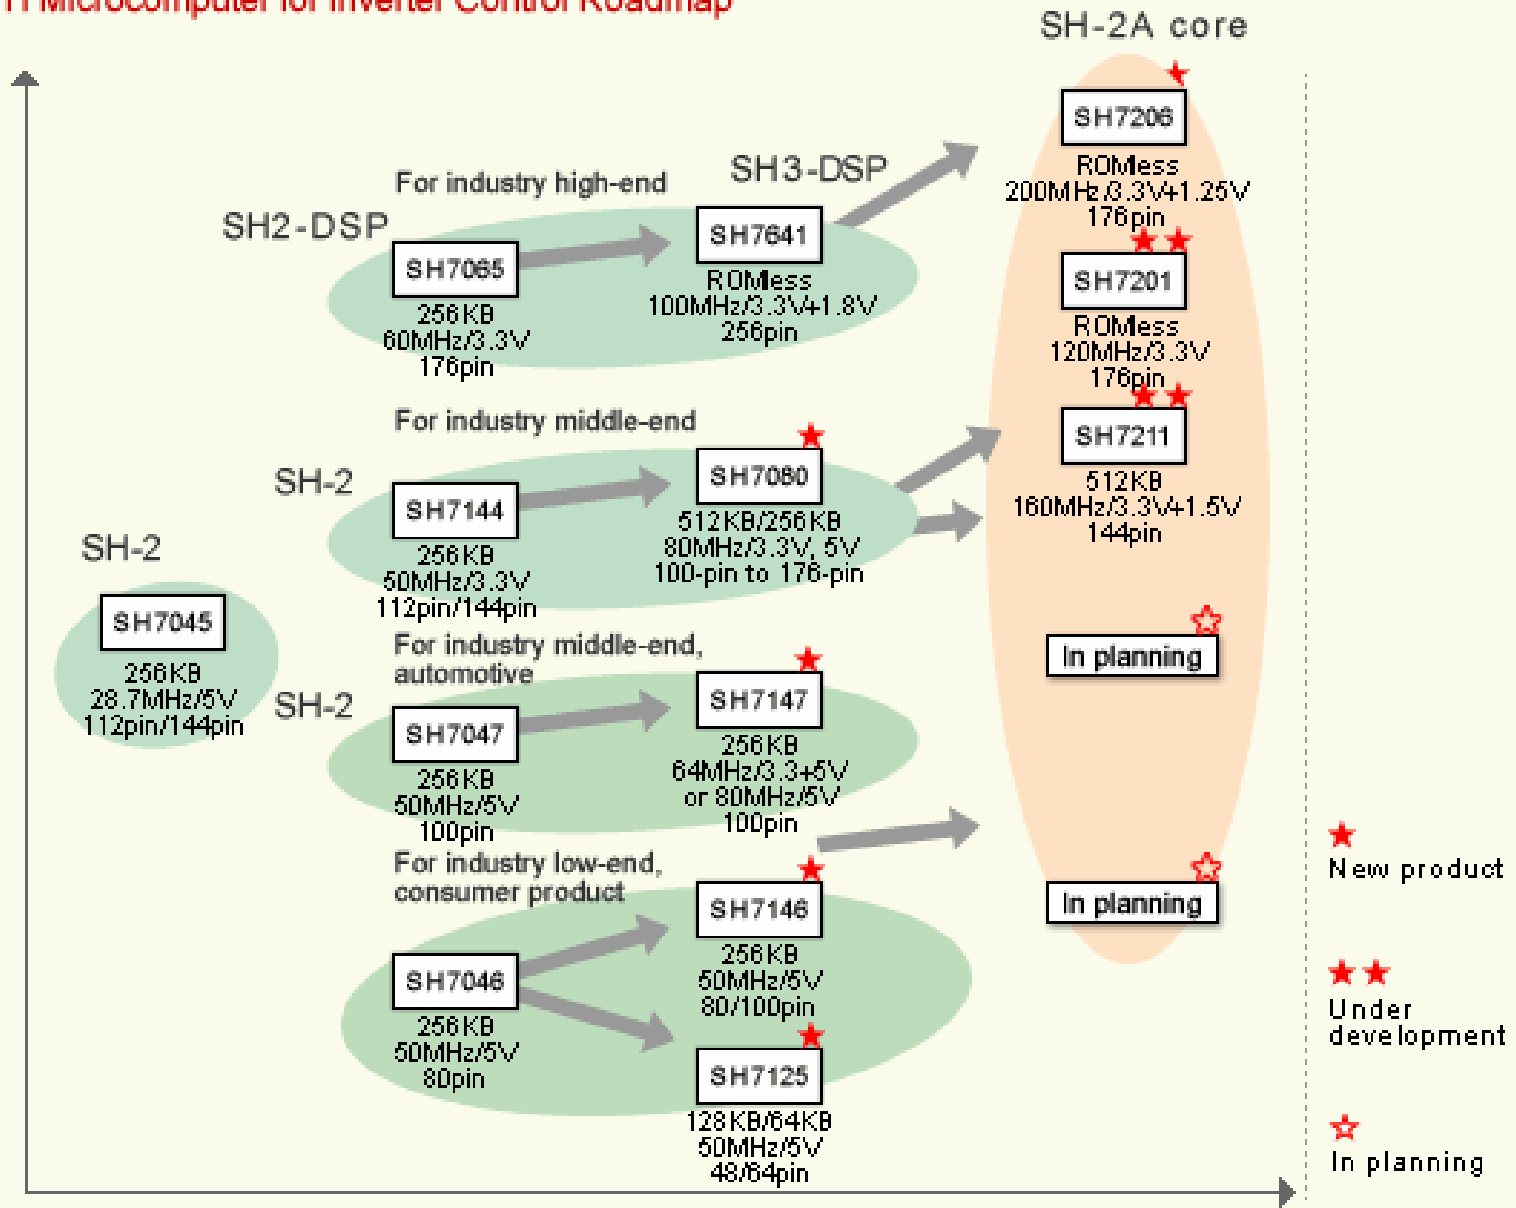 Microcomputer for Inverter Control Roadmap
SH-2A core
SH7206
ROMless
200MHz/3.3V+1.25V
176pin
SH7201
ROMless
120MHz/3.3V
176pin
SH7211
512KB
160MHz/3.3V+1.5V
144pin
In planning
In planning
For industry high-end
SH3-DSP
SH2-DSP
SH7065
256KB
60MHz/3.3V
176pin
SH7641
ROMless
100MHz/3.3V+1.8V
256pin
For industry middle-end
SH-2
SH7144
256KB
50MHz/3.3V
112pin/144pin
SH7080
512KB/256KB
80MHz/3.3V, 5V
100-pin to 176-pin
SH-2
SH7045
256KB
28.7MHz/5V
112pin/144pin
For industry middle-end,
automotive
SH-2
SH7047
256KB
50MHz/5V
100pin
SH7147
256KB
64MHz/3.3+5V
or 80MHz/5V
100pin
For industry low-end,
consumer product
SH7046
256KB
50MHz/5V
80pin
SH7146
256KB
50MHz/5V
80/100pin
SH7125
128KB/64KB
50MHz/5V
48/64pin
New product
Under
development
In planning